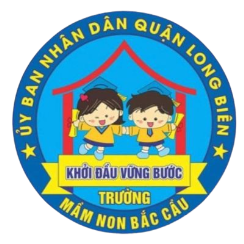 ỦY BAN NHÂN DÂN QUẬN LONG BIÊN
KHỞI ĐẦU VỮNG BƯỚC
TRƯỜNG
MẦM NON BẮC CẦU